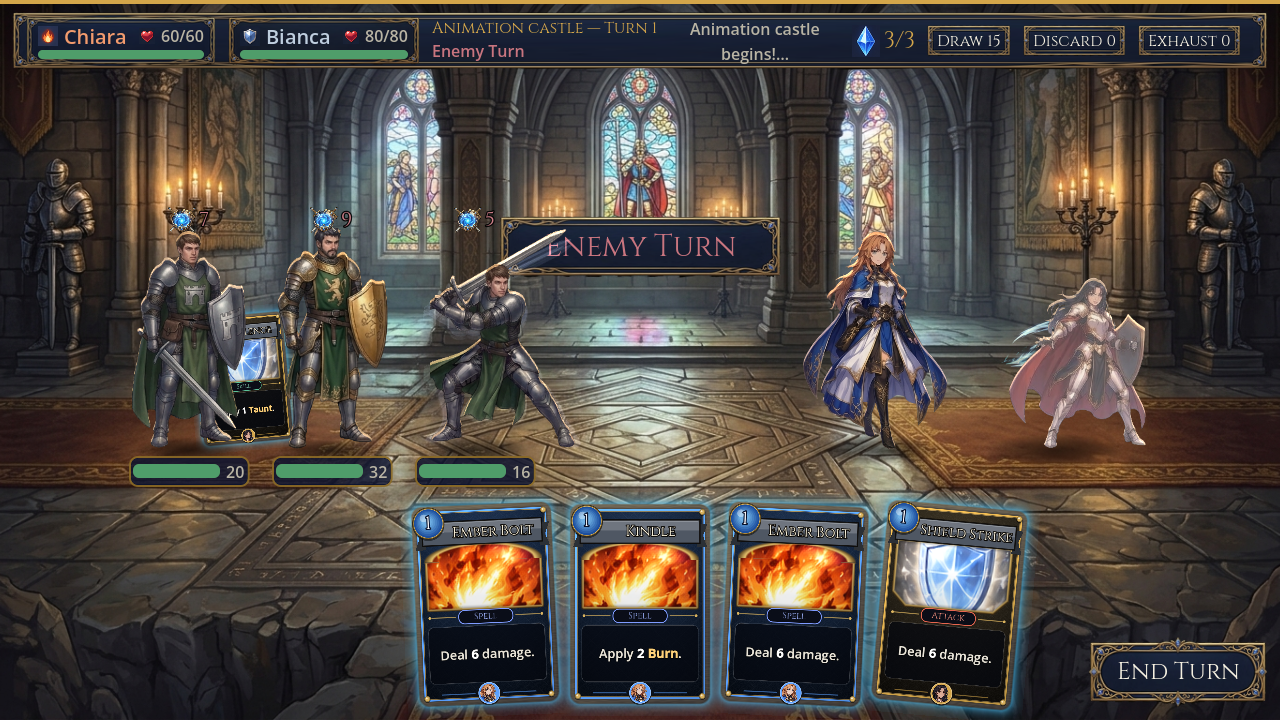 Chiara 60/60
Bianca 80/80
Animation castle — Turn 1
Enemy Turn
Animation castle
begins!...
3/3
Draw 15
Discard 0
Exhaust 0
7
9
5
Enemy Turn
1 Taunt.
20
32
16
1 Ember Bolt
Spell
Deal 6 damage.
1 Kindle
Spell
Apply 2 Burn.
1 Ember Bolt
Spell
Deal 6 damage.
1 Shield Strike
Attack
Deal 6 damage.
End Turn